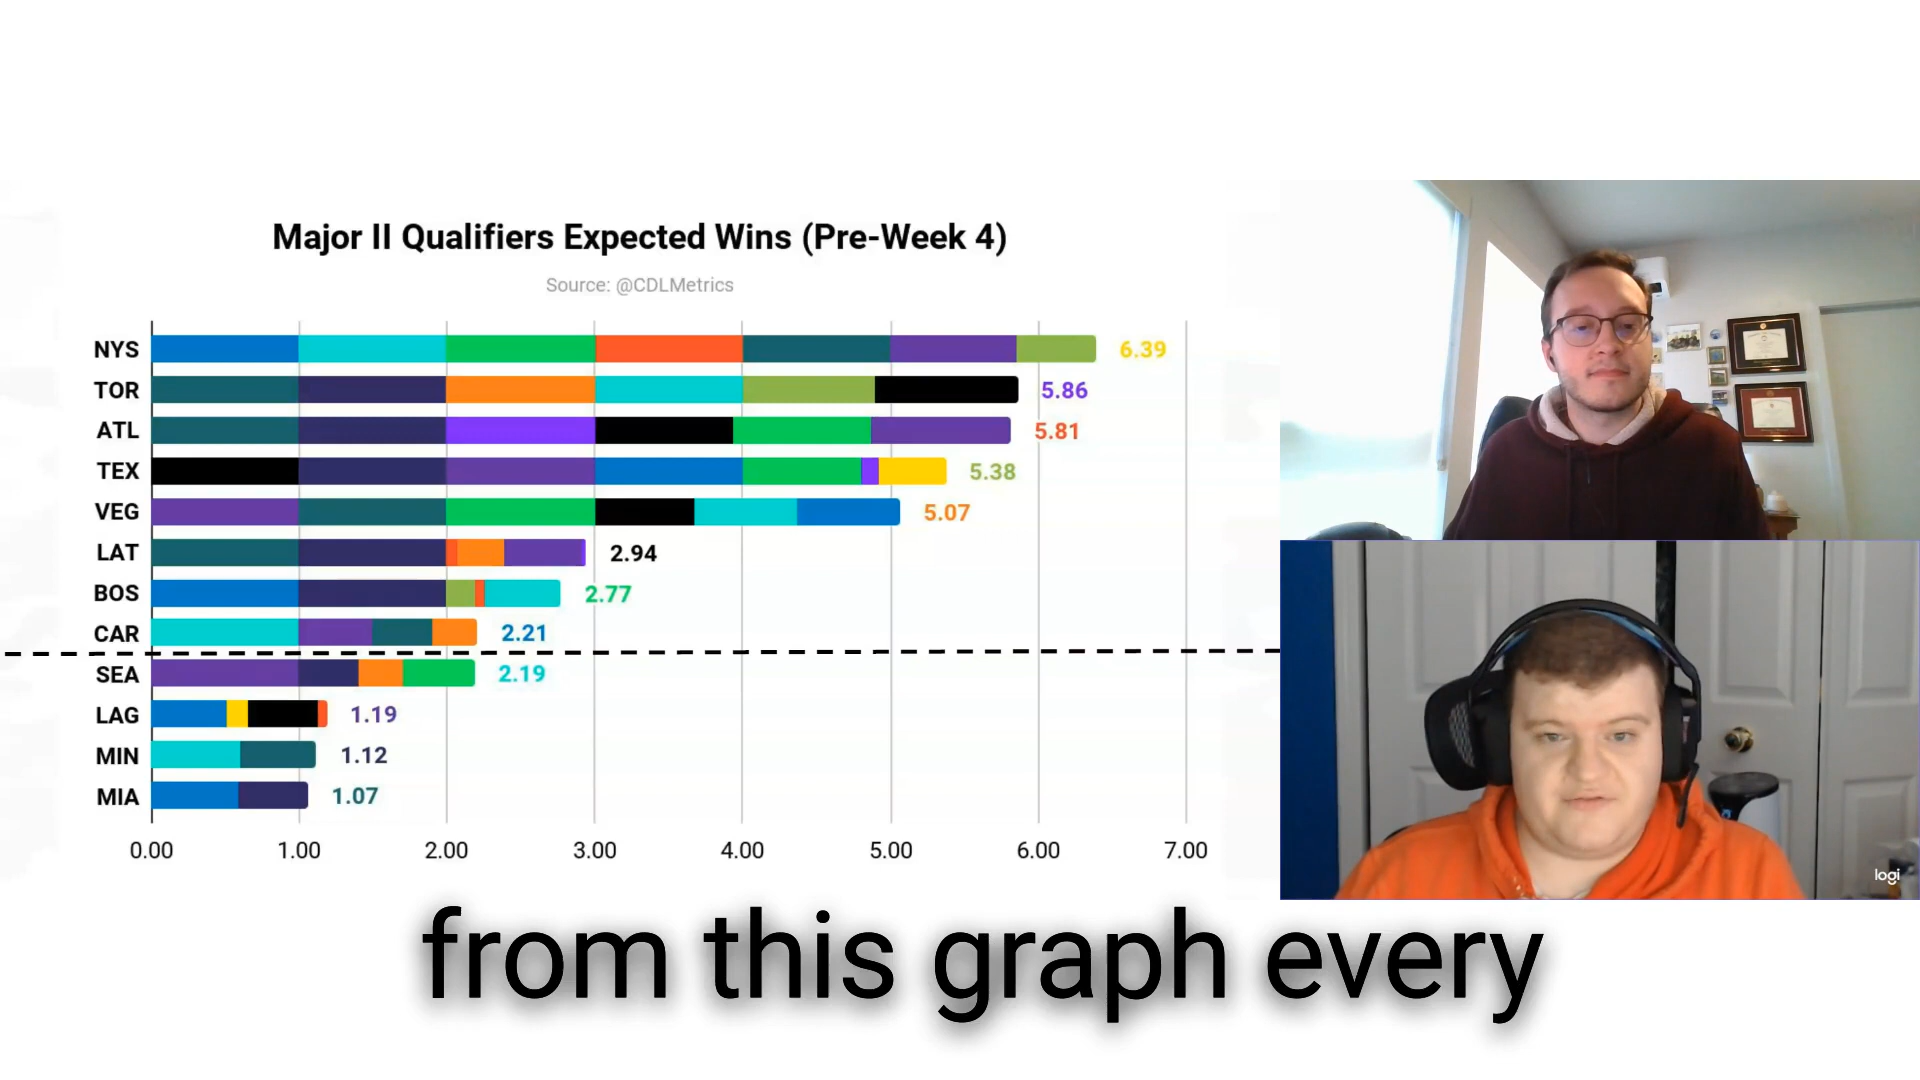 Major II Qualifiers Expected Wins (Pre-Week 4)
Source: @CDLMetrics
NYS 6.39
TOR 5.86
ATL 5.81
TEX 5.38
VEG 5.07
LAT 2.94
BOS 2.77
CAR 2.21
SEA 2.19
LAG 1.19
MIN 1.12
MIA 1.07
0.00 1.00 2.00 3.00 4.00 5.00 6.00 7.00
logi
from this graph every